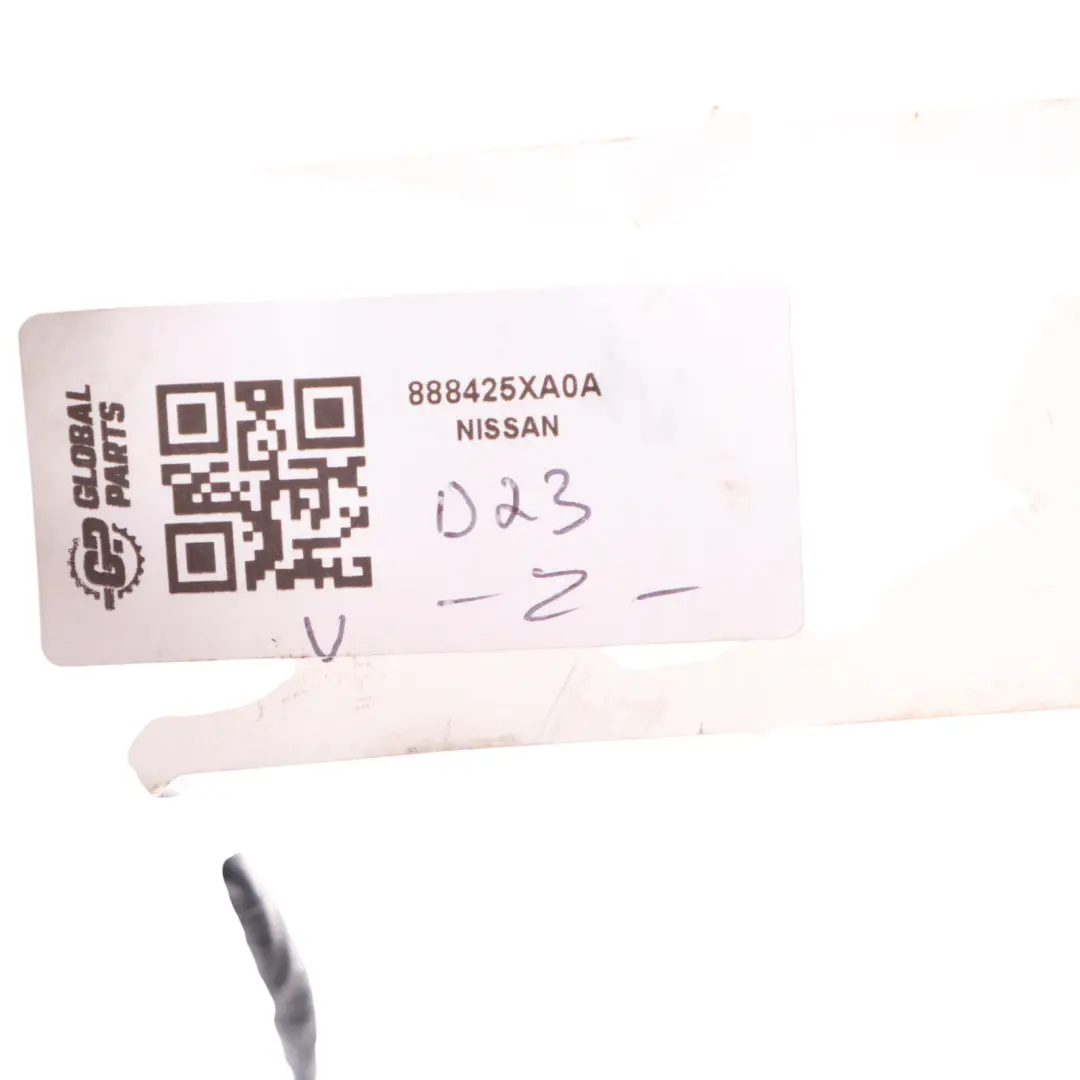 GLOBAL
PARTS
888425XA0A
NISSAN
D23
- Z -
V